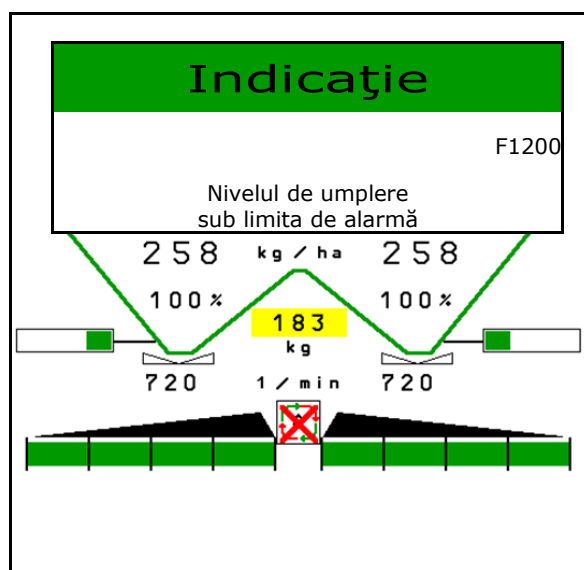 Indicaţie
F1200
Nivelul de umplere
sub limita de alarmă
258 kg/ha 258
100% 100%
183
kg
720 1/min 720